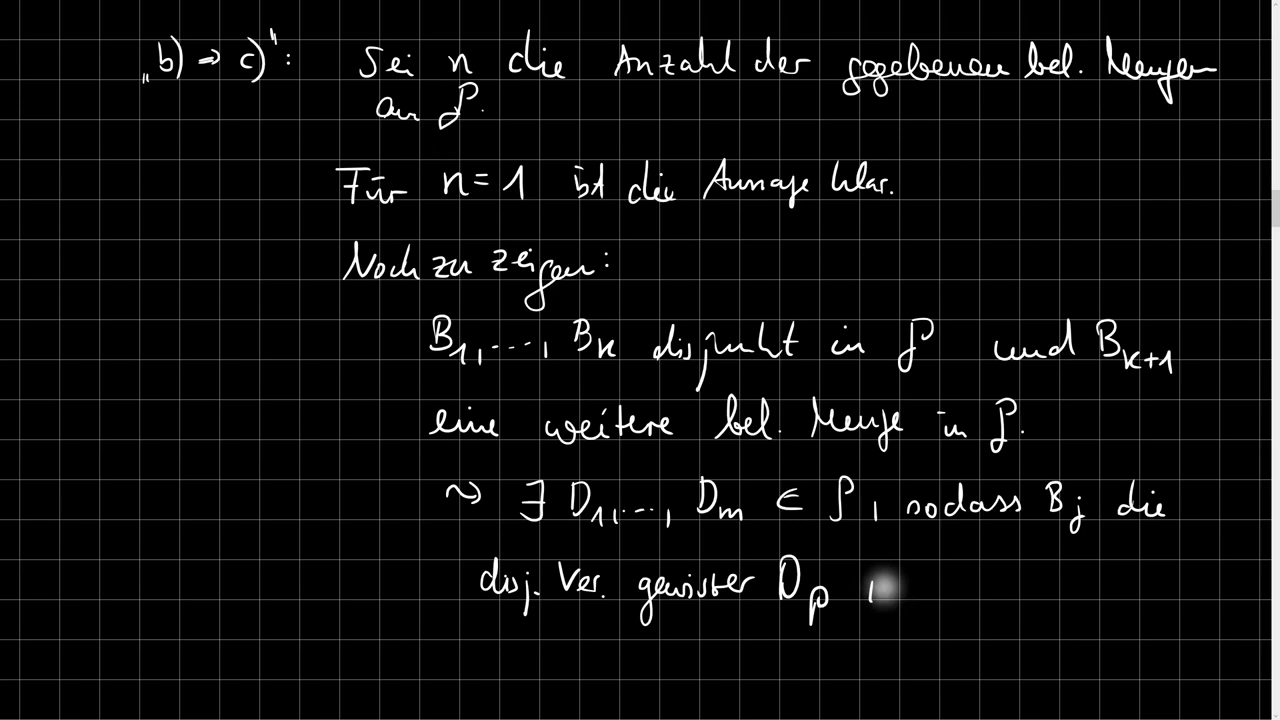 „b) ⇒ c)“: Sei n die Anzahl der gegebenen bel. Mengen
aus 𝒫.
Für n = 1 ist die Aussage klar.
Noch zu zeigen:
B₁, ..., Bₖ disjunkt in 𝒫 und Bₖ₊₁
eine weitere bel. Menge in 𝒫.
⤳ ∃ D₁, ..., Dₘ ∈ 𝒫, sodass Bⱼ die
disj. Ver. gewisser Dₚ